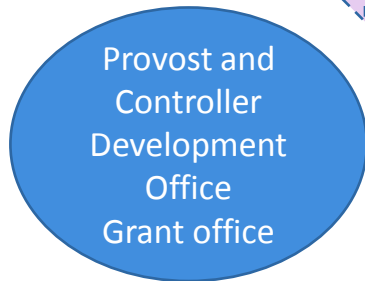 Provost and
Controller
Development
Office
Grant office